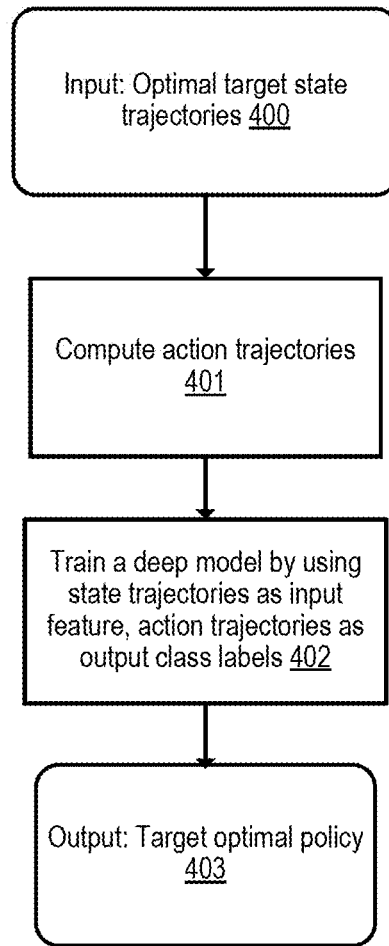 Input: Optimal target state
trajectories 400
Compute action trajectories
401
Train a deep model by using
state trajectories as input
feature, action trajectories as
output class labels 402
Output: Target optimal policy
403